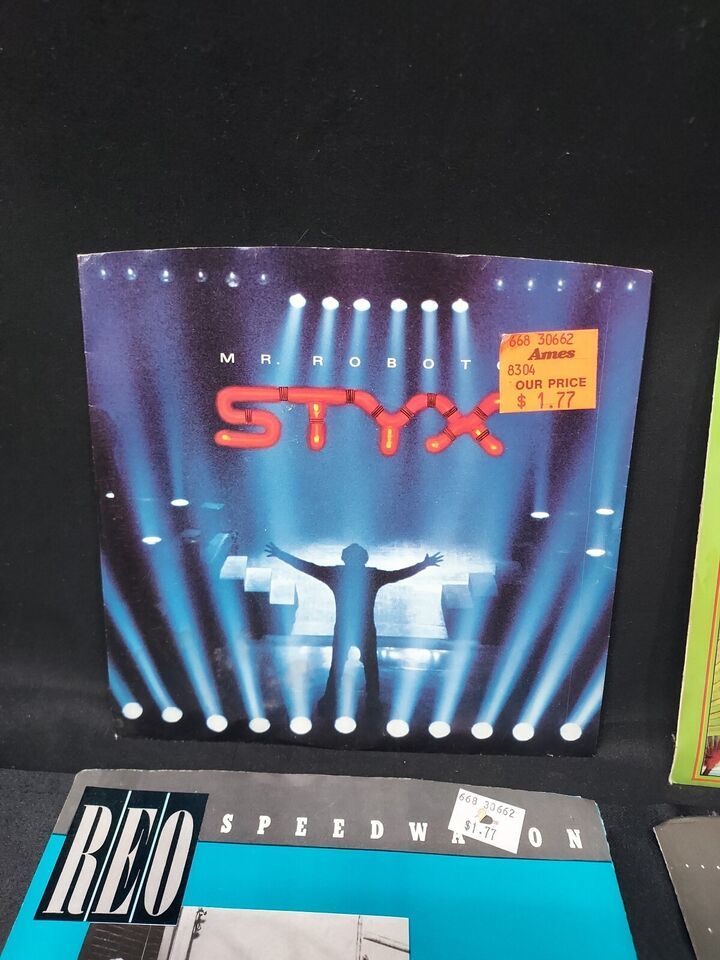 MR. ROBOTO
STYX
668 30662
Ames
8304
OUR PRICE
$ 1.77
REO
SPEEDWAGON
668 30662
$1.77